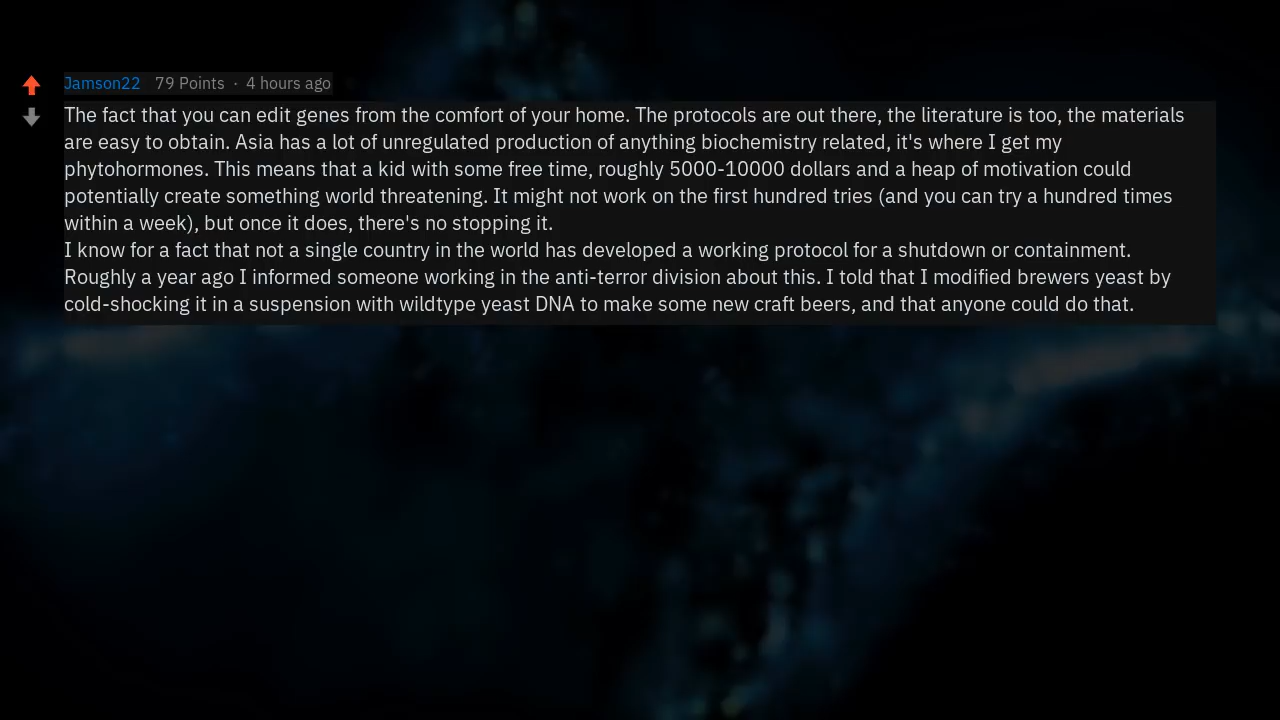 Jamson22 79 Points · 4 hours ago
The fact that you can edit genes from the comfort of your home. The protocols are out there, the literature is too, the materials
are easy to obtain. Asia has a lot of unregulated production of anything biochemistry related, it's where I get my
phytohormones. This means that a kid with some free time, roughly 5000-10000 dollars and a heap of motivation could
potentially create something world threatening. It might not work on the first hundred tries (and you can try a hundred times
within a week), but once it does, there's no stopping it.
I know for a fact that not a single country in the world has developed a working protocol for a shutdown or containment.
Roughly a year ago I informed someone working in the anti-terror division about this. I told that I modified brewers yeast by
cold-shocking it in a suspension with wildtype yeast DNA to make some new craft beers, and that anyone could do that.